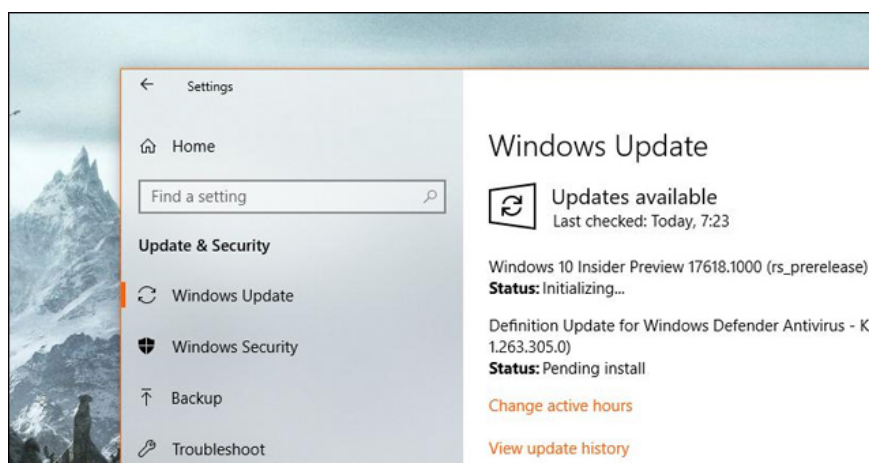 Settings
Home
Find a setting
Update & Security
Windows Update
Windows Security
Backup
Troubleshoot
Windows Update
Updates available
Last checked: Today, 7:23
Windows 10 Insider Preview 17618.1000 (rs_prerelease)
Status: Initializing...
Definition Update for Windows Defender Antivirus - K
1.263.305.0)
Status: Pending install
Change active hours
View update history